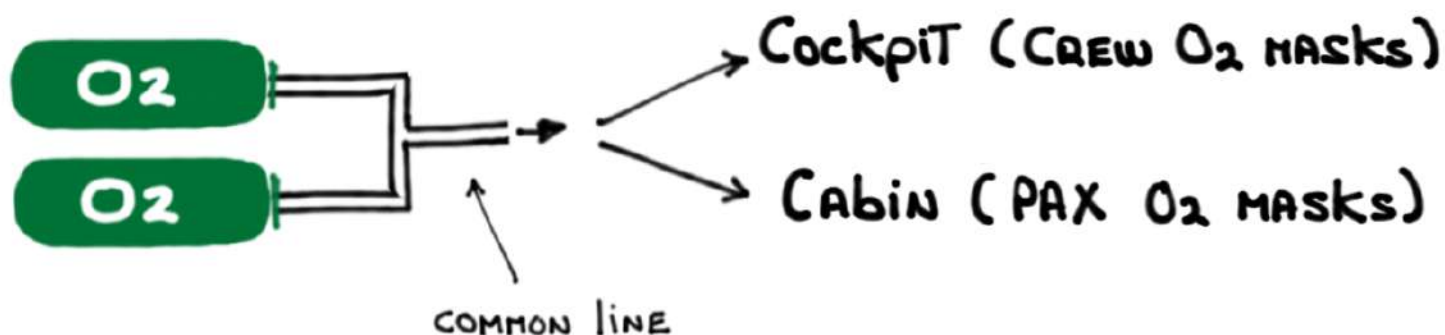 O2
CockpiT (CREW O2 MASKS)
O2
CAbiN (PAX O2 MASKS)
COMMON liNE